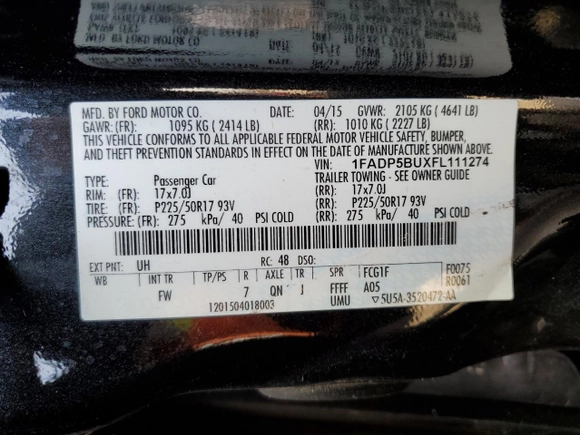 MFD. BY FORD MOTOR CO. DATE: 04/15 GVWR: 2105 KG ( 4641 LB)
GAWR: (FR): 1095 KG ( 2414 LB) (RR): 1010 KG ( 2227 LB)
THIS VEHICLE CONFORMS TO ALL APPLICABLE FEDERAL MOTOR VEHICLE SAFETY, BUMPER,
AND THEFT PREVENTION STANDARDS IN EFFECT ON THE DATE OF MANUFACTURE SHOWN ABOVE.
VIN: 1FADP5BUXFL111274
TYPE: Passenger Car TRAILER TOWING - SEE OWNER GUIDE
RIM: (FR): 17x7.0J (RR): 17x7.0J
TIRE: (FR): P225/50R17 93V (RR): P225/50R17 93V
PRESSURE: (FR): 275 kPa/ 40 PSI COLD (RR): 275 kPa/ 40 PSI COLD
EXT PNT: UH RC: 48 DSO:
WB INT TR TP/PS R AXLE TR SPR FCG1F F0075
FW 7 QN J FFFF A05 R0061
1201504018003 UMU ▽5U5A-3520472-AA